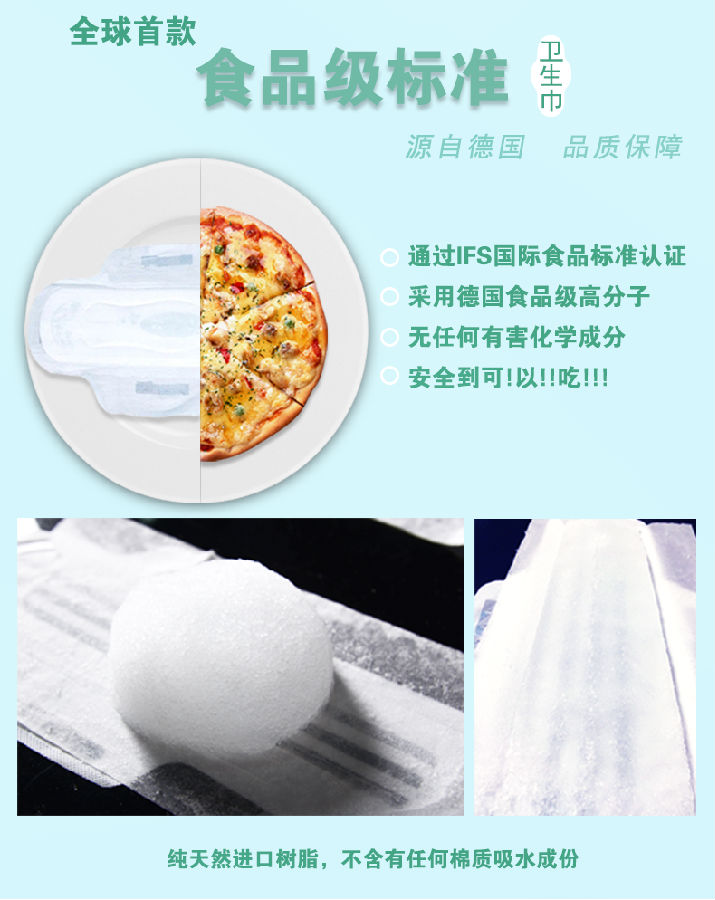 全球首款
食品级标准
卫生巾
源自德国 品质保障
通过IFS国际食品标准认证
采用德国食品级高分子
无任何有害化学成分
安全到可!以!!吃!!!
纯天然进口树脂，不含有任何棉质吸水成份